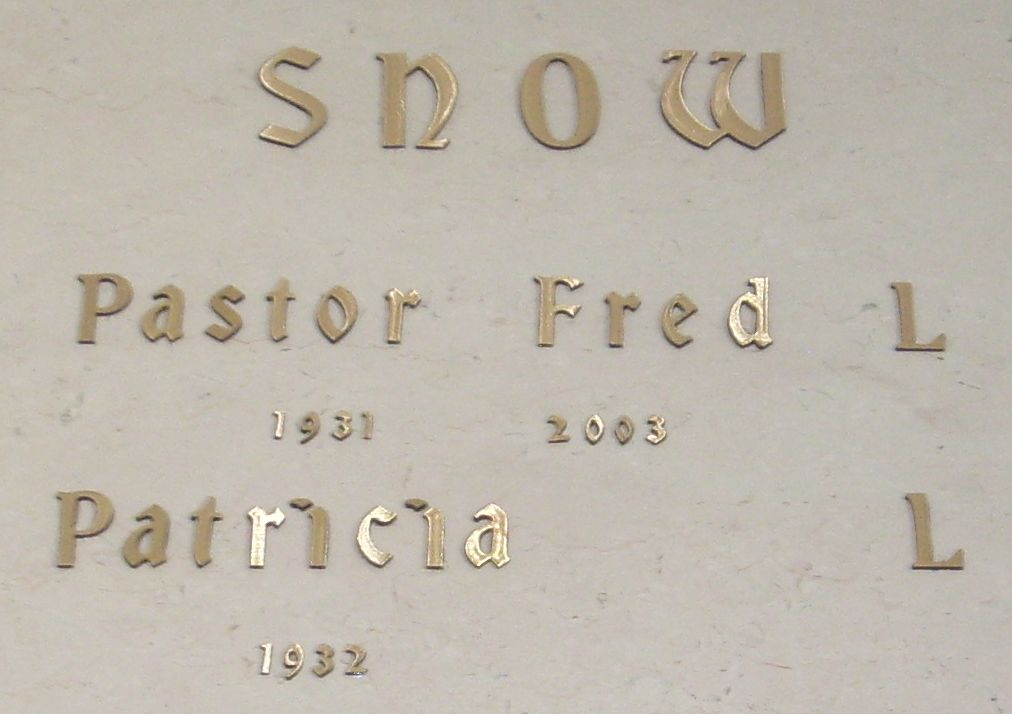 SNOW
Pastor Fred L
1931 2003
Patricia L
1932